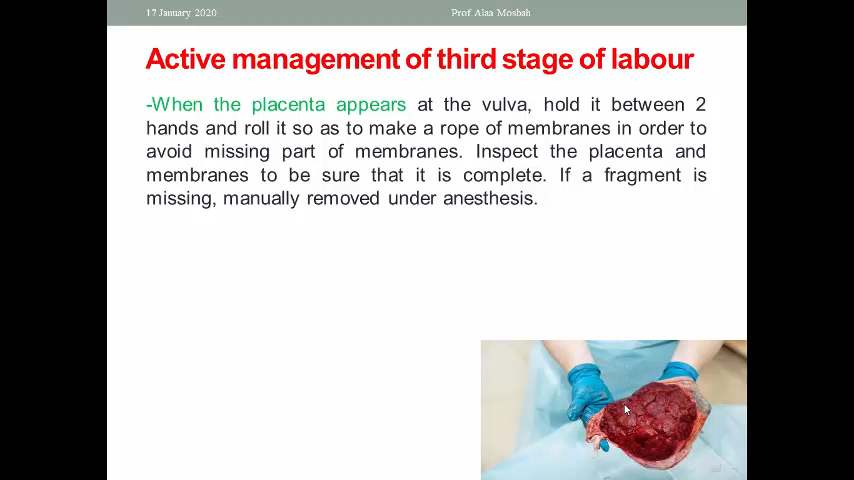 17 January 2020
Prof Alaa Mosbah
Active management of third stage of labour
-When the placenta appears at the vulva, hold it between 2
hands and roll it so as to make a rope of membranes in order to
avoid missing part of membranes. Inspect the placenta and
membranes to be sure that it is complete. If a fragment is
missing, manually removed under anesthesis.